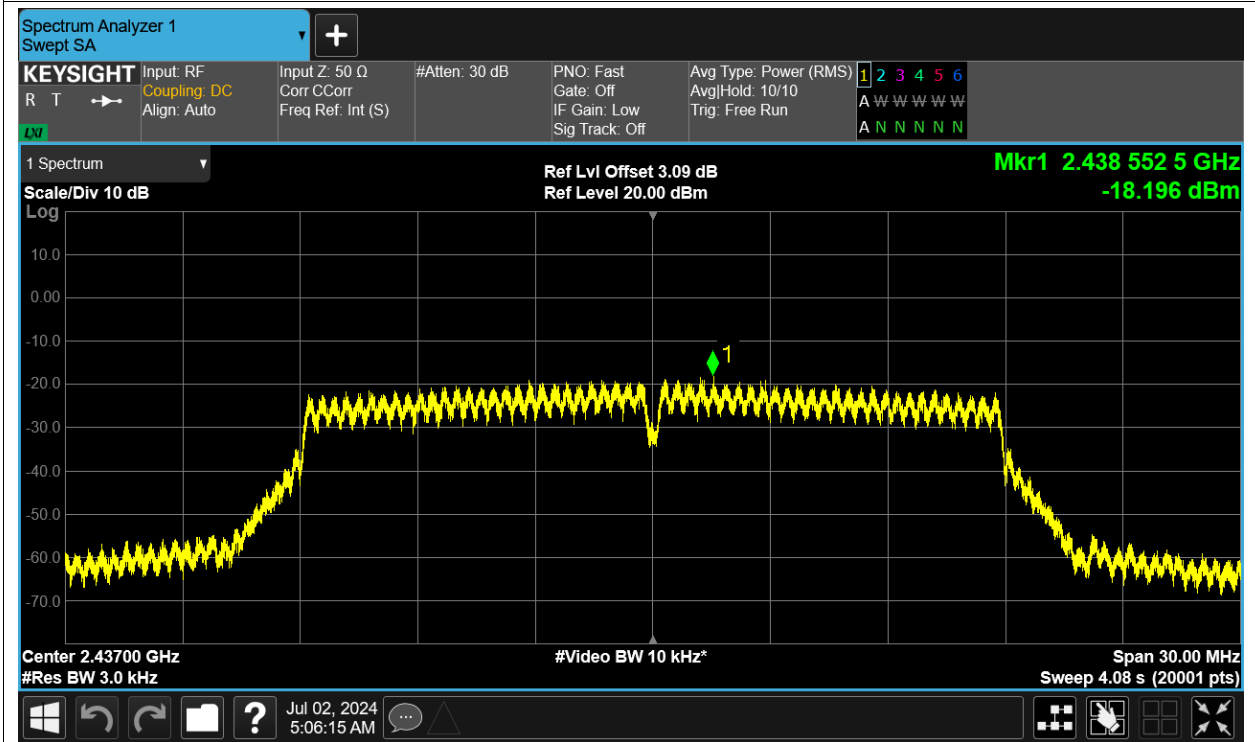 Spectrum Analyzer 1
Swept SA
KEYSIGHT
R T
LXI
Input: RF
Coupling: DC
Align: Auto
Input Z: 50 Ω
Corr CCorr
Freq Ref: Int (S)
#Atten: 30 dB
PNO: Fast
Gate: Off
IF Gain: Low
Sig Track: Off
Avg Type: Power (RMS)
Avg|Hold: 10/10
Trig: Free Run
1 2 3 4 5 6
A W W W W W
A N N N N N
1 Spectrum
Scale/Div 10 dB
Log
Ref Lvl Offset 3.09 dB
Ref Level 20.00 dBm
Mkr1 2.438 552 5 GHz
-18.196 dBm
10.0
0.00
-10.0
-20.0
-30.0
-40.0
-50.0
-60.0
-70.0
1
Center 2.43700 GHz
#Res BW 3.0 kHz
#Video BW 10 kHz*
Span 30.00 MHz
Sweep 4.08 s (20001 pts)
?
Jul 02, 2024
5:06:15 AM